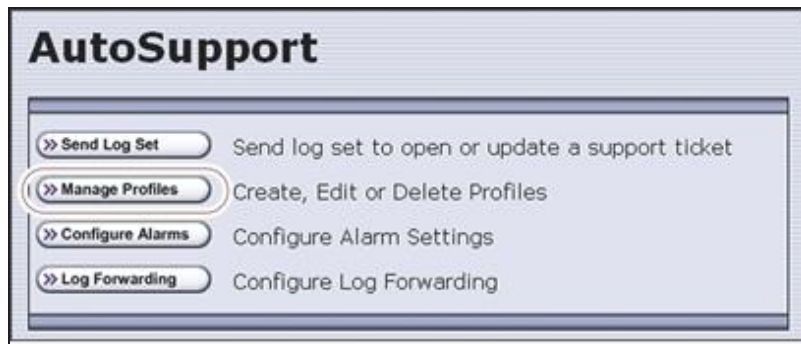 AutoSupport
» Send Log Set Send log set to open or update a support ticket
» Manage Profiles Create, Edit or Delete Profiles
» Configure Alarms Configure Alarm Settings
» Log Forwarding Configure Log Forwarding